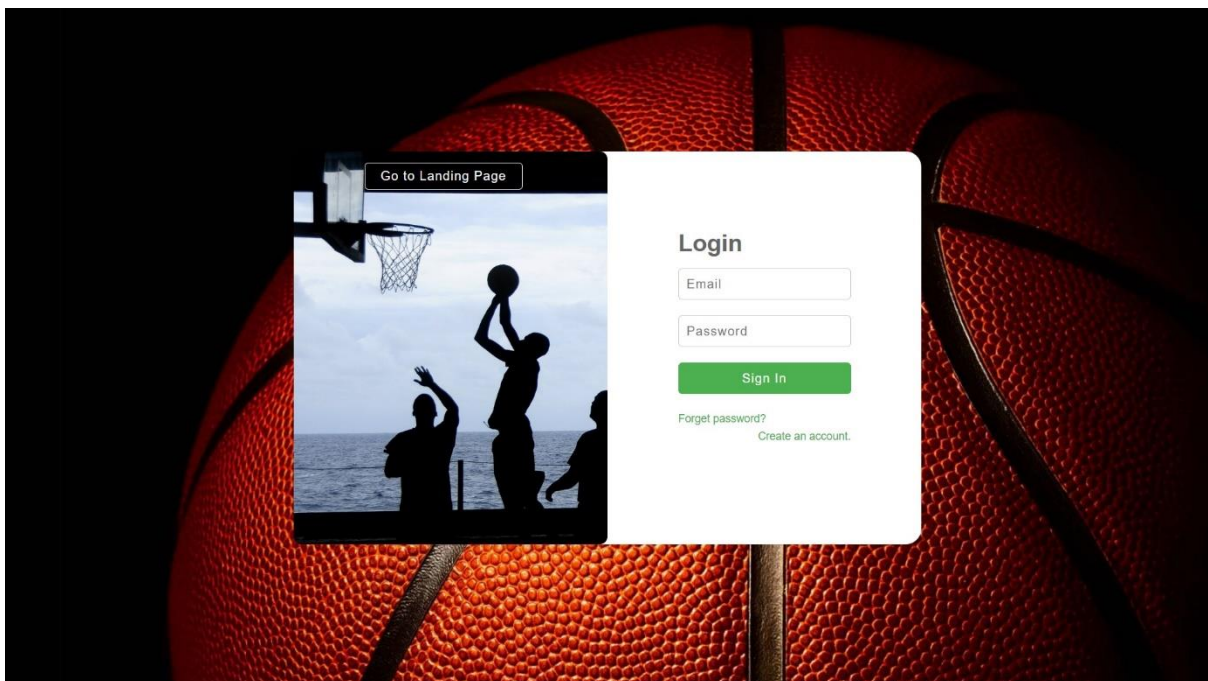 Go to Landing Page
Login
Email
Password
Sign In
Forget password?
Create an account.